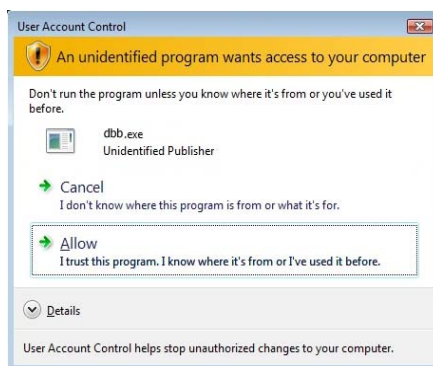 User Account Control
An unidentified program wants access to your computer
Don't run the program unless you know where it's from or you've used it
before.
dbb.exe
Unidentified Publisher
Cancel
I don't know where this program is from or what it's for.
Allow
I trust this program. I know where it's from or I've used it before.
Details
User Account Control helps stop unauthorized changes to your computer.